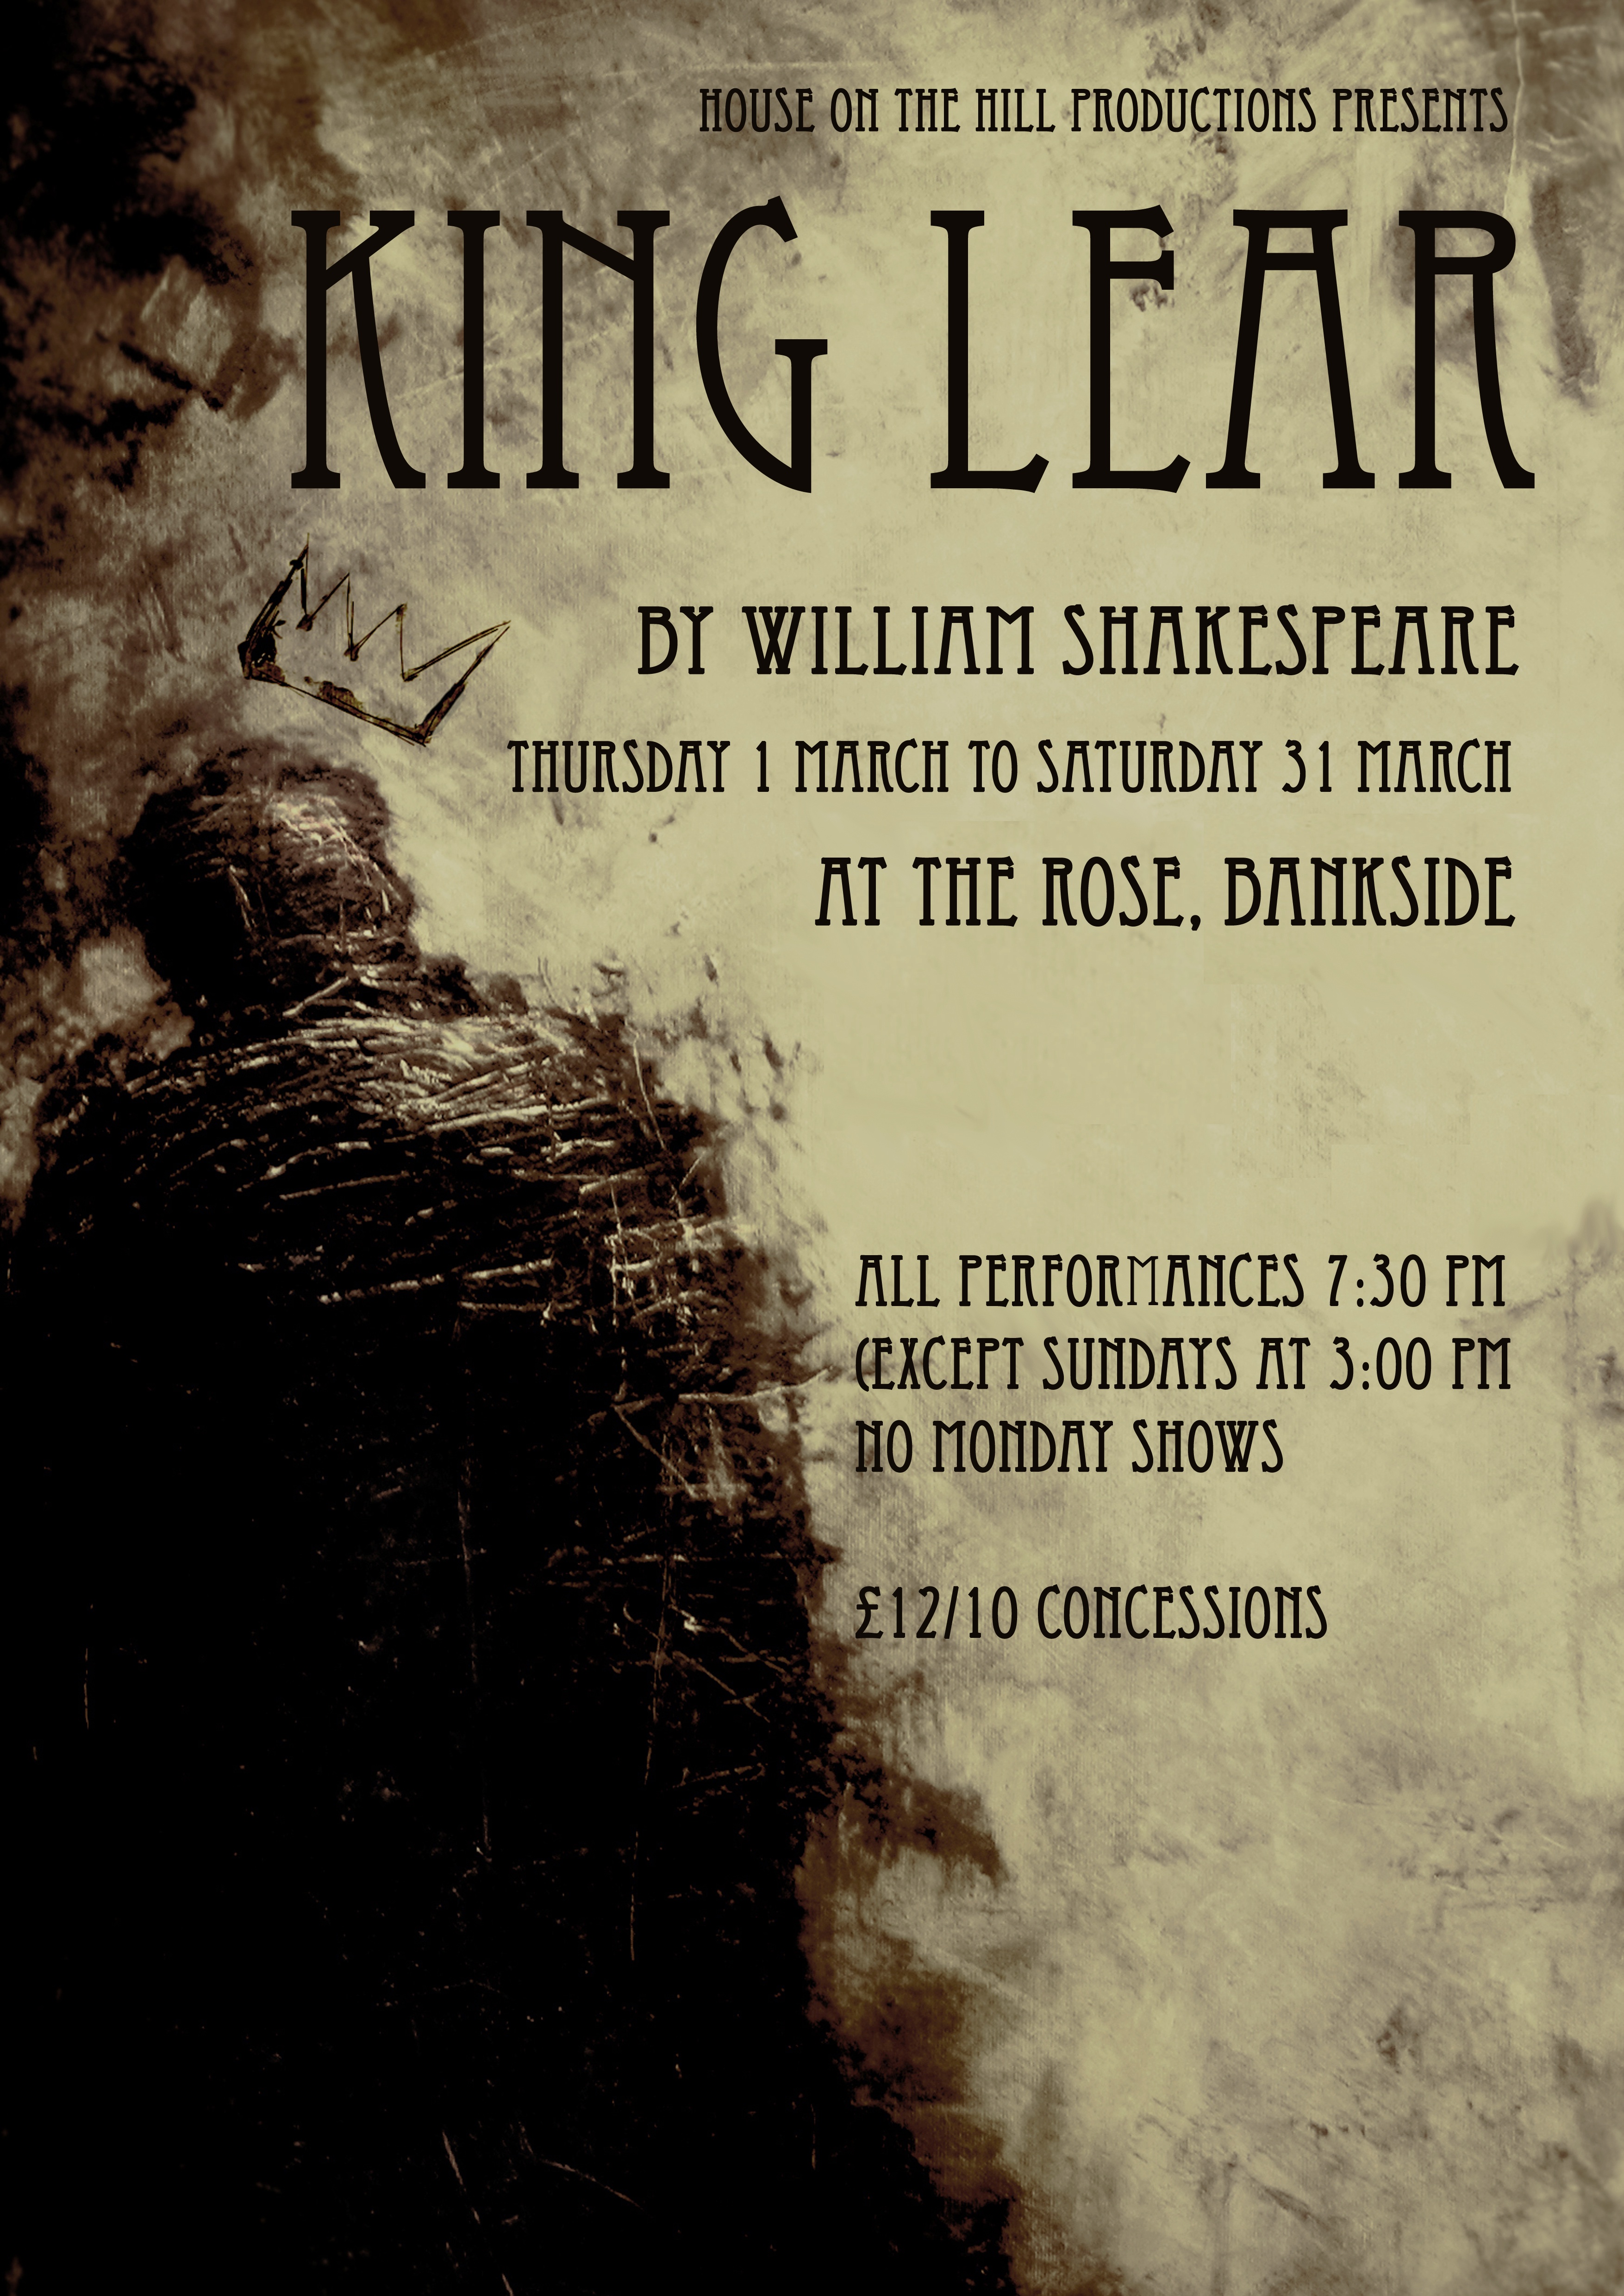 HOUSE ON THE HILL PRODUCTIONS PRESENTS
KING LEAR
BY WILLIAM SHAKESPEARE
THURSDAY 1 MARCH TO SATURDAY 31 MARCH
AT THE ROSE, BANKSIDE
ALL PERFORMANCES 7:30 PM
(EXCEPT SUNDAYS AT 3:00 PM
NO MONDAY SHOWS
£12/10 CONCESSIONS